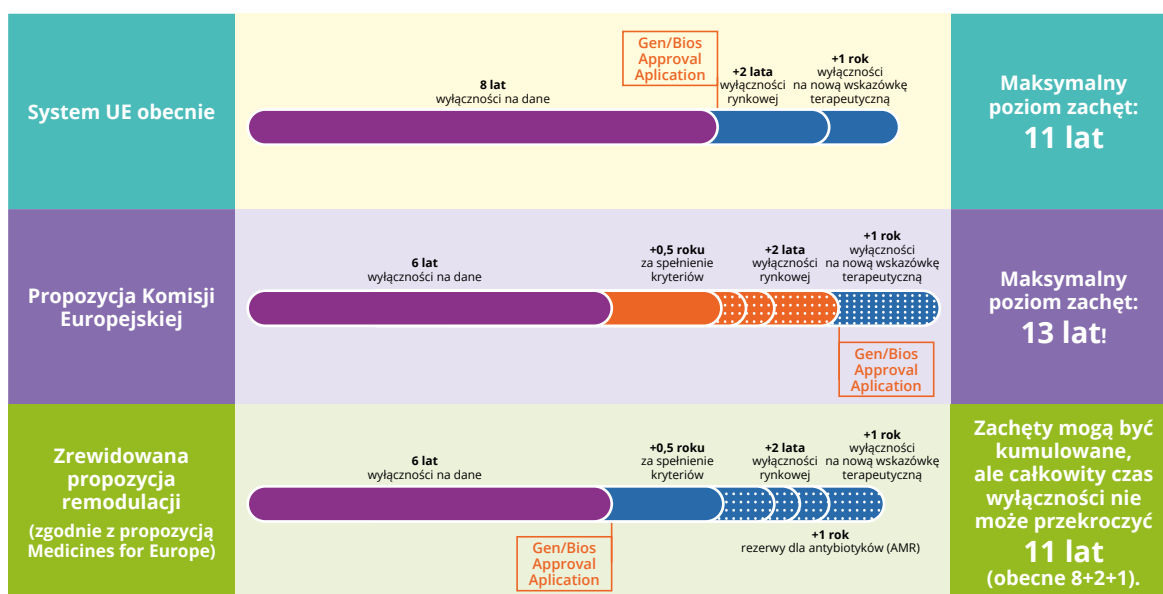 System UE obecnie
8 lat
wyłączności na dane
Gen/Bios
Approval
Aplication
+2 lata
wyłączności
rynkowej
+1 rok
wyłączności
na nową wskazówkę
terapeutyczną
Maksymalny
poziom zachęt:
11 lat
Propozycja Komisji
Europejskiej
6 lat
wyłączności na dane
+0,5 roku
za spełnienie
kryteriów
+2 lata
wyłączności
rynkowej
+1 rok
wyłączności
na nową wskazówkę
terapeutyczną
Gen/Bios
Approval
Aplication
Maksymalny
poziom zachęt:
13 lat!
Zrewidowana
propozycja
remodulacji
(zgodnie z propozycją
Medicines for Europe)
6 lat
wyłączności na dane
+0,5 roku
za spełnienie
kryteriów
+2 lata
wyłączności
rynkowej
+1 rok
wyłączności
na nową wskazówkę
terapeutyczną
Gen/Bios
Approval
Aplication
+1 rok
rezerwy dla antybiotyków (AMR)
Zachęty mogą być
kumulowane,
ale całkowity czas
wyłączności nie
może przekroczyć
11 lat
(obecne 8+2+1).